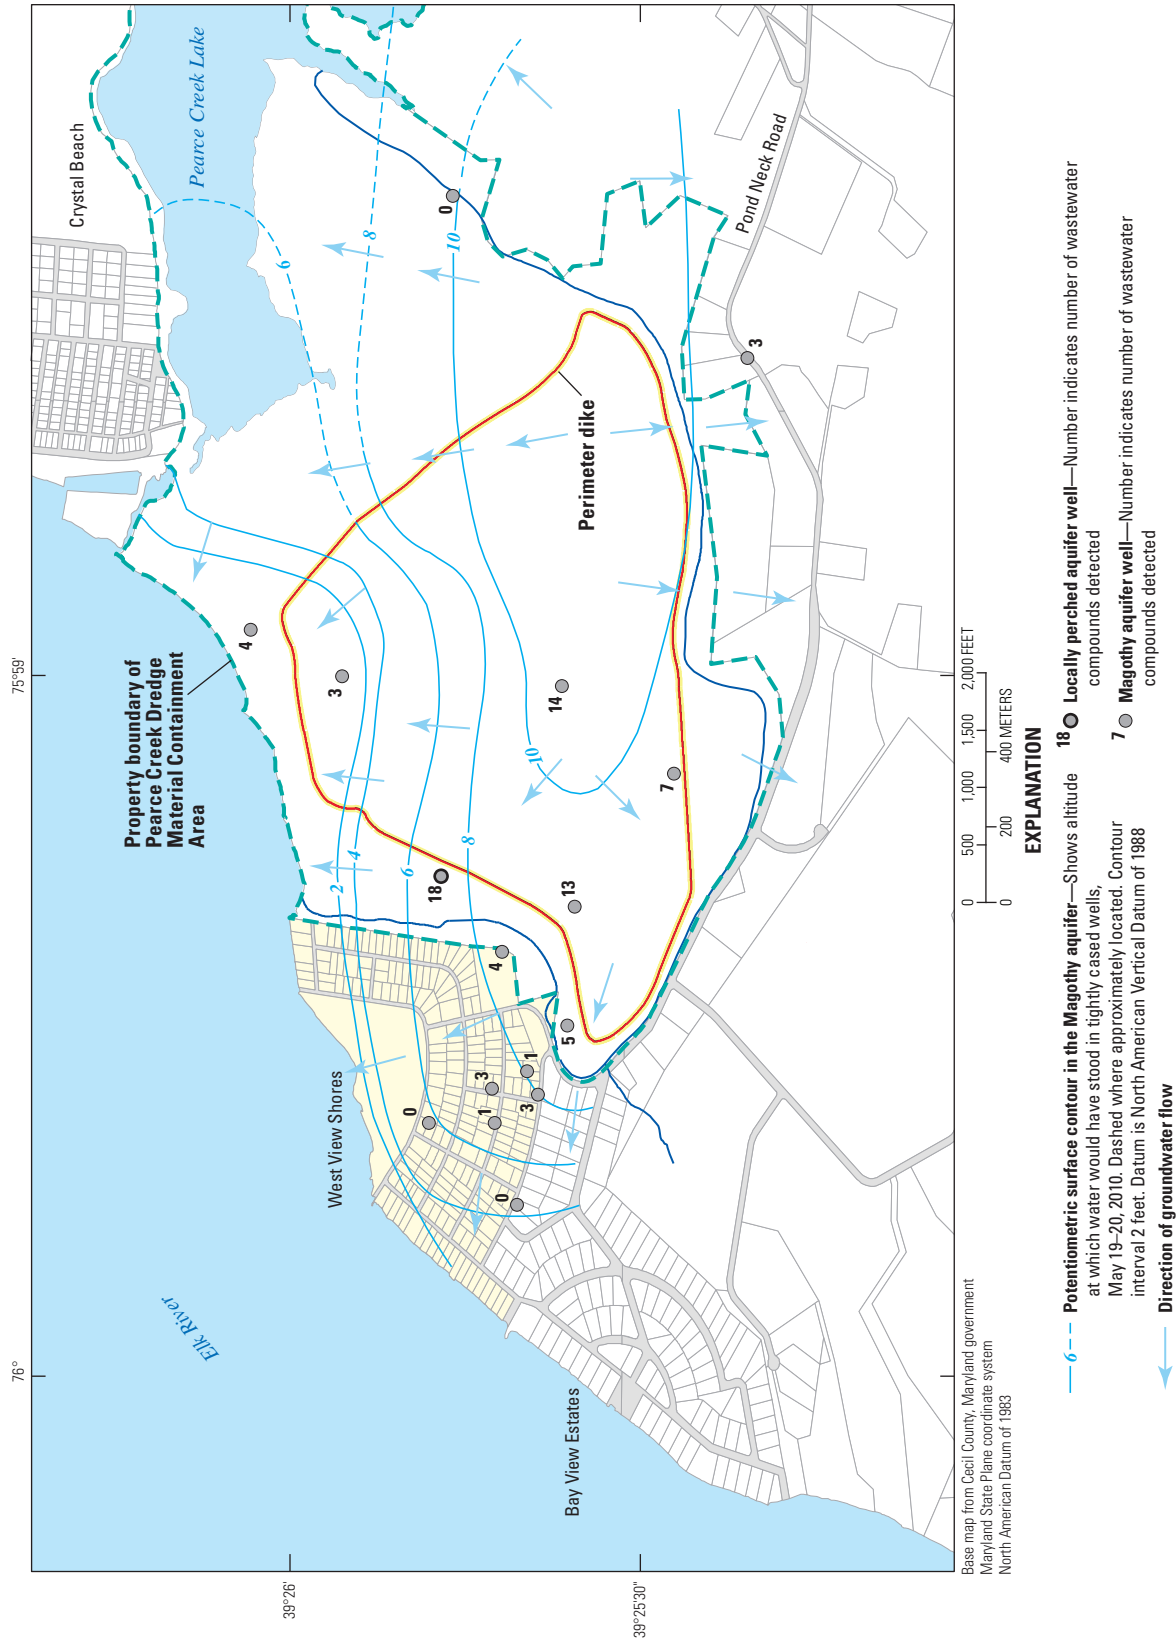 76°
75°59'
39°26'
39°25'30"
Elk River
Pearce Creek Lake
Crystal Beach
West View Shores
Bay View Estates
Pond Neck Road
Property boundary of
Pearce Creek Dredge
Material Containment
Area
Perimeter dike
2
4
6
8
10
6
8
10
4
3
18
14
13
7
4
5
0
3
1
1
3
0
0
3
Base map from Cecil County, Maryland government
Maryland State Plane coordinate system
North American Datum of 1983
0 500 1,000 1,500 2,000 FEET
0 200 400 METERS
EXPLANATION
6 Potentiometric surface contour in the Magothy aquifer—Shows altitude
at which water would have stood in tightly cased wells,
May 19–20, 2010. Dashed where approximately located. Contour
interval 2 feet. Datum is North American Vertical Datum of 1988
Direction of groundwater flow
18 Locally perched aquifer well—Number indicates number of wastewater
compounds detected
7 Magothy aquifer well—Number indicates number of wastewater
compounds detected